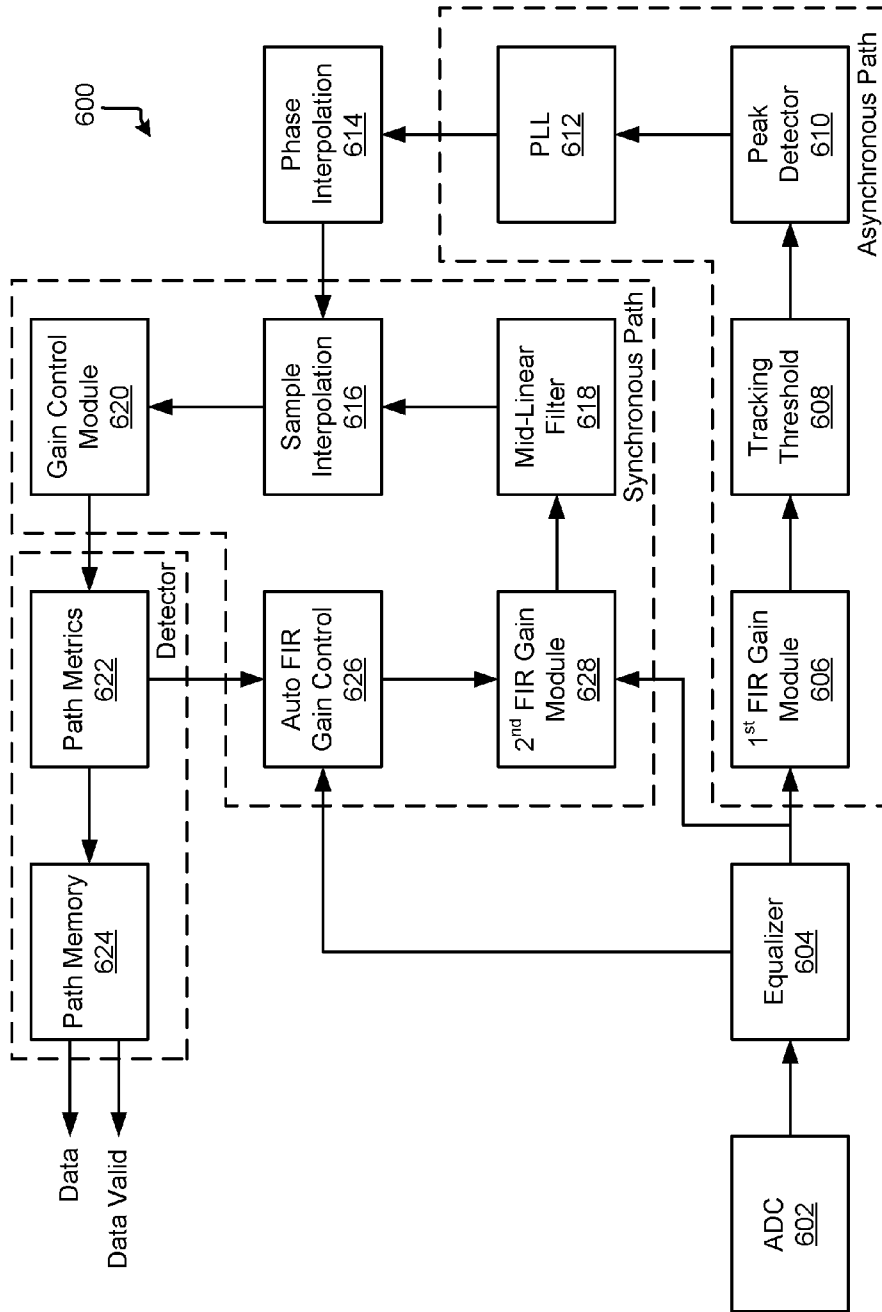 600
Data
Data Valid
Path Memory
624
Path Metrics
622
Detector
Gain Control
Module
620
Auto FIR
Gain Control
626
Sample
Interpolation
616
Phase
Interpolation
614
2nd FIR Gain
Module
628
Mid-Linear
Filter
618
Synchronous Path
PLL
612
ADC
602
Equalizer
604
1st FIR Gain
Module
606
Tracking
Threshold
608
Peak
Detector
610
Asynchronous Path